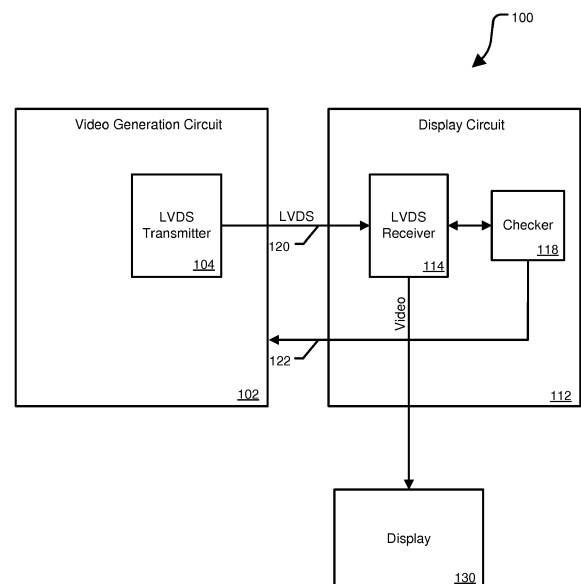 100
Video Generation Circuit
Display Circuit
LVDS
Transmitter
104
LVDS
120
LVDS
Receiver
114
Checker
118
Video
122
102
112
Display
130